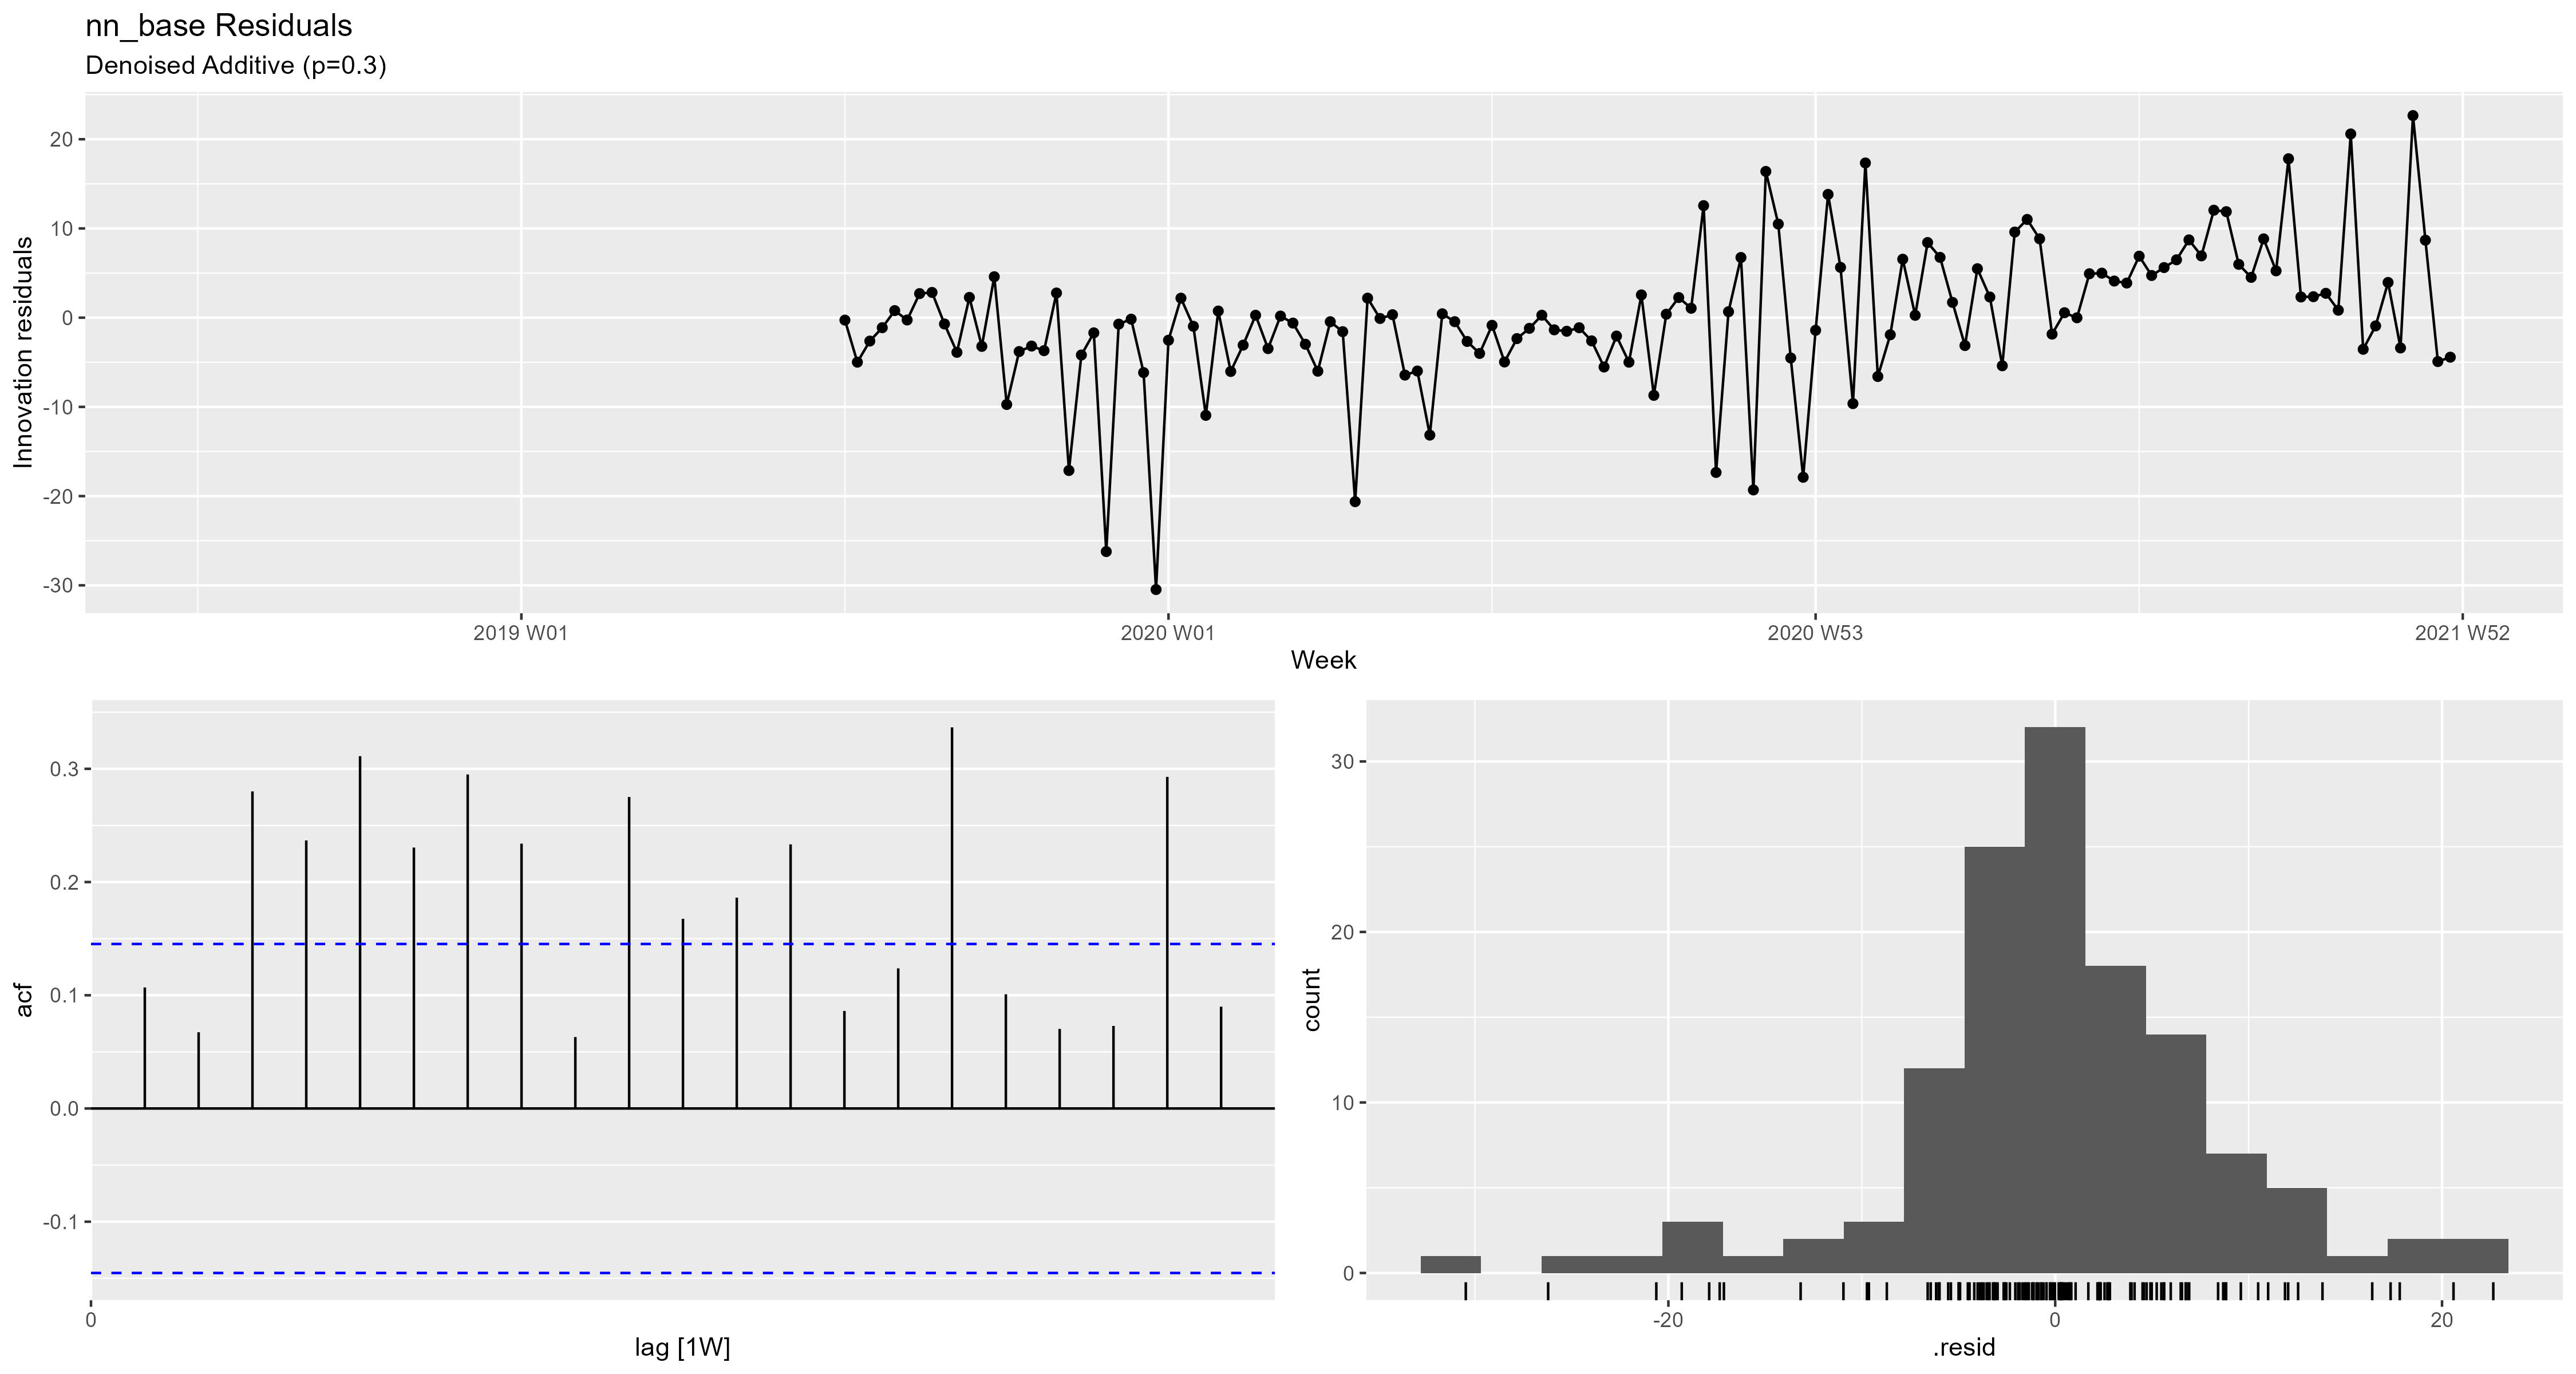 nn_base Residuals
Denoised Additive (p=0.3)
Innovation residuals
20
10
0
-10
-20
-30
2019 W01
2020 W01
2020 W53
2021 W52
Week
acf
0.3
0.2
0.1
0.0
-0.1
0
lag [1W]
count
30
20
10
0
-20
0
20
.resid